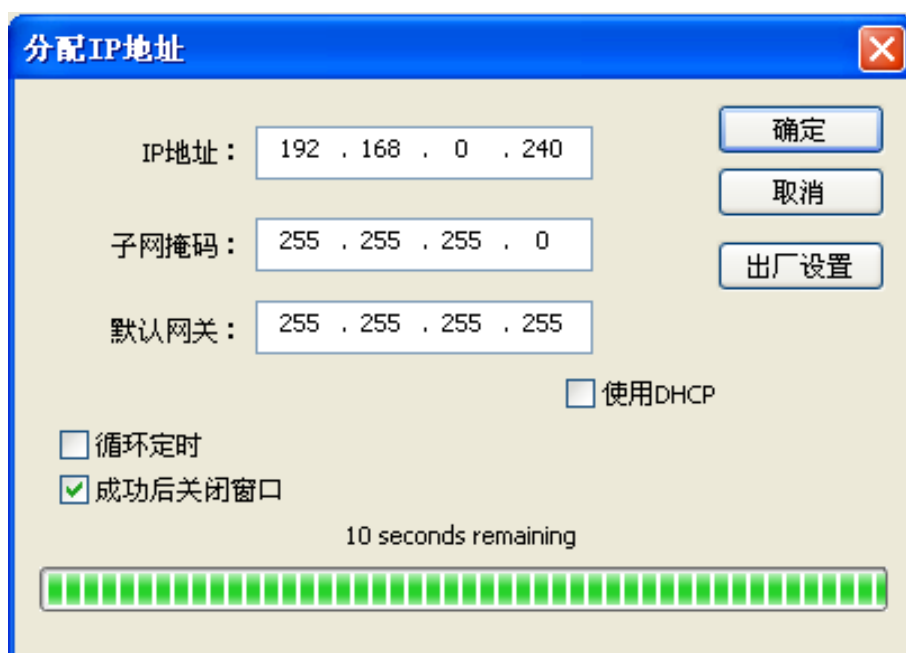 分配IP地址
IP地址： 192 . 168 . 0 . 240
确定
取消
子网掩码： 255 . 255 . 255 . 0
出厂设置
默认网关： 255 . 255 . 255 . 255
使用DHCP
循环定时
成功后关闭窗口
10 seconds remaining